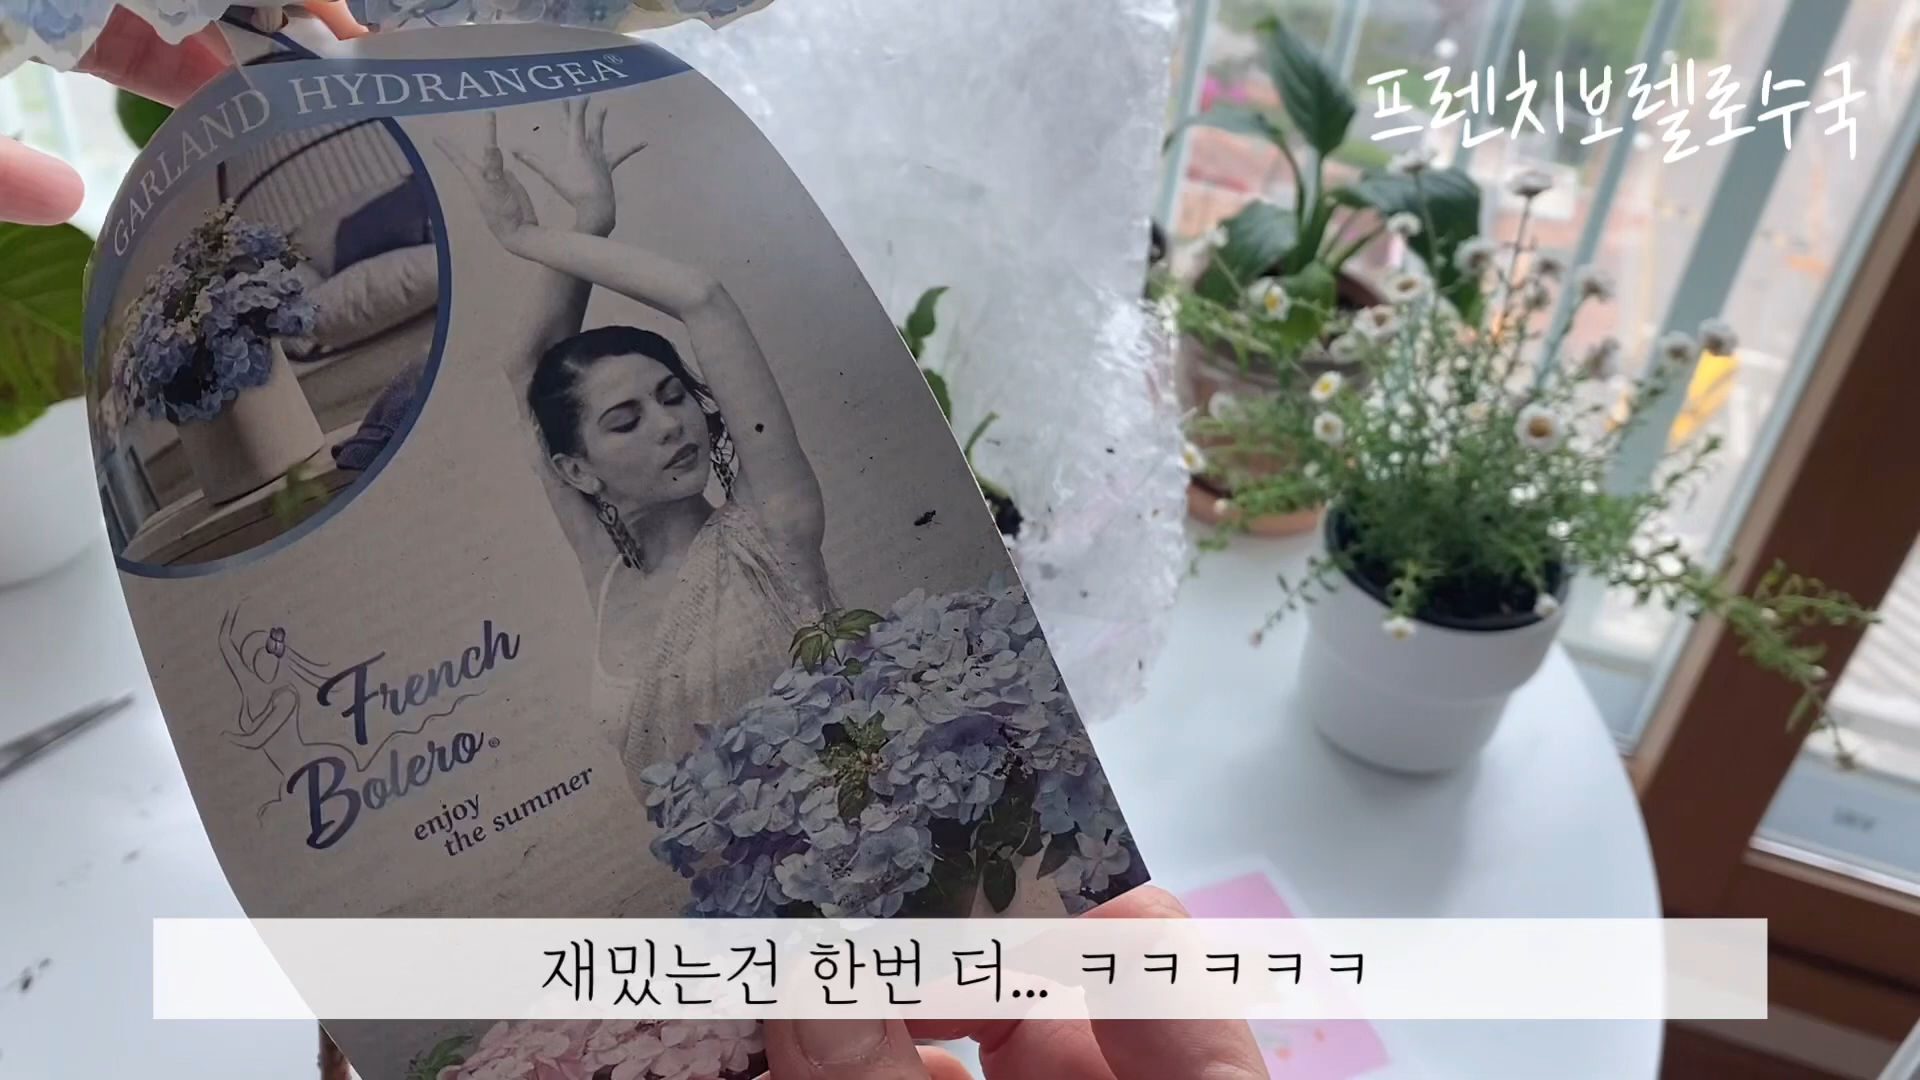 GARLAND HYDRANGEA®
프렌치보렐로수국
French
Bolero®
enjoy
the summer
재밌는건 한번 더... ㅋㅋㅋㅋㅋ